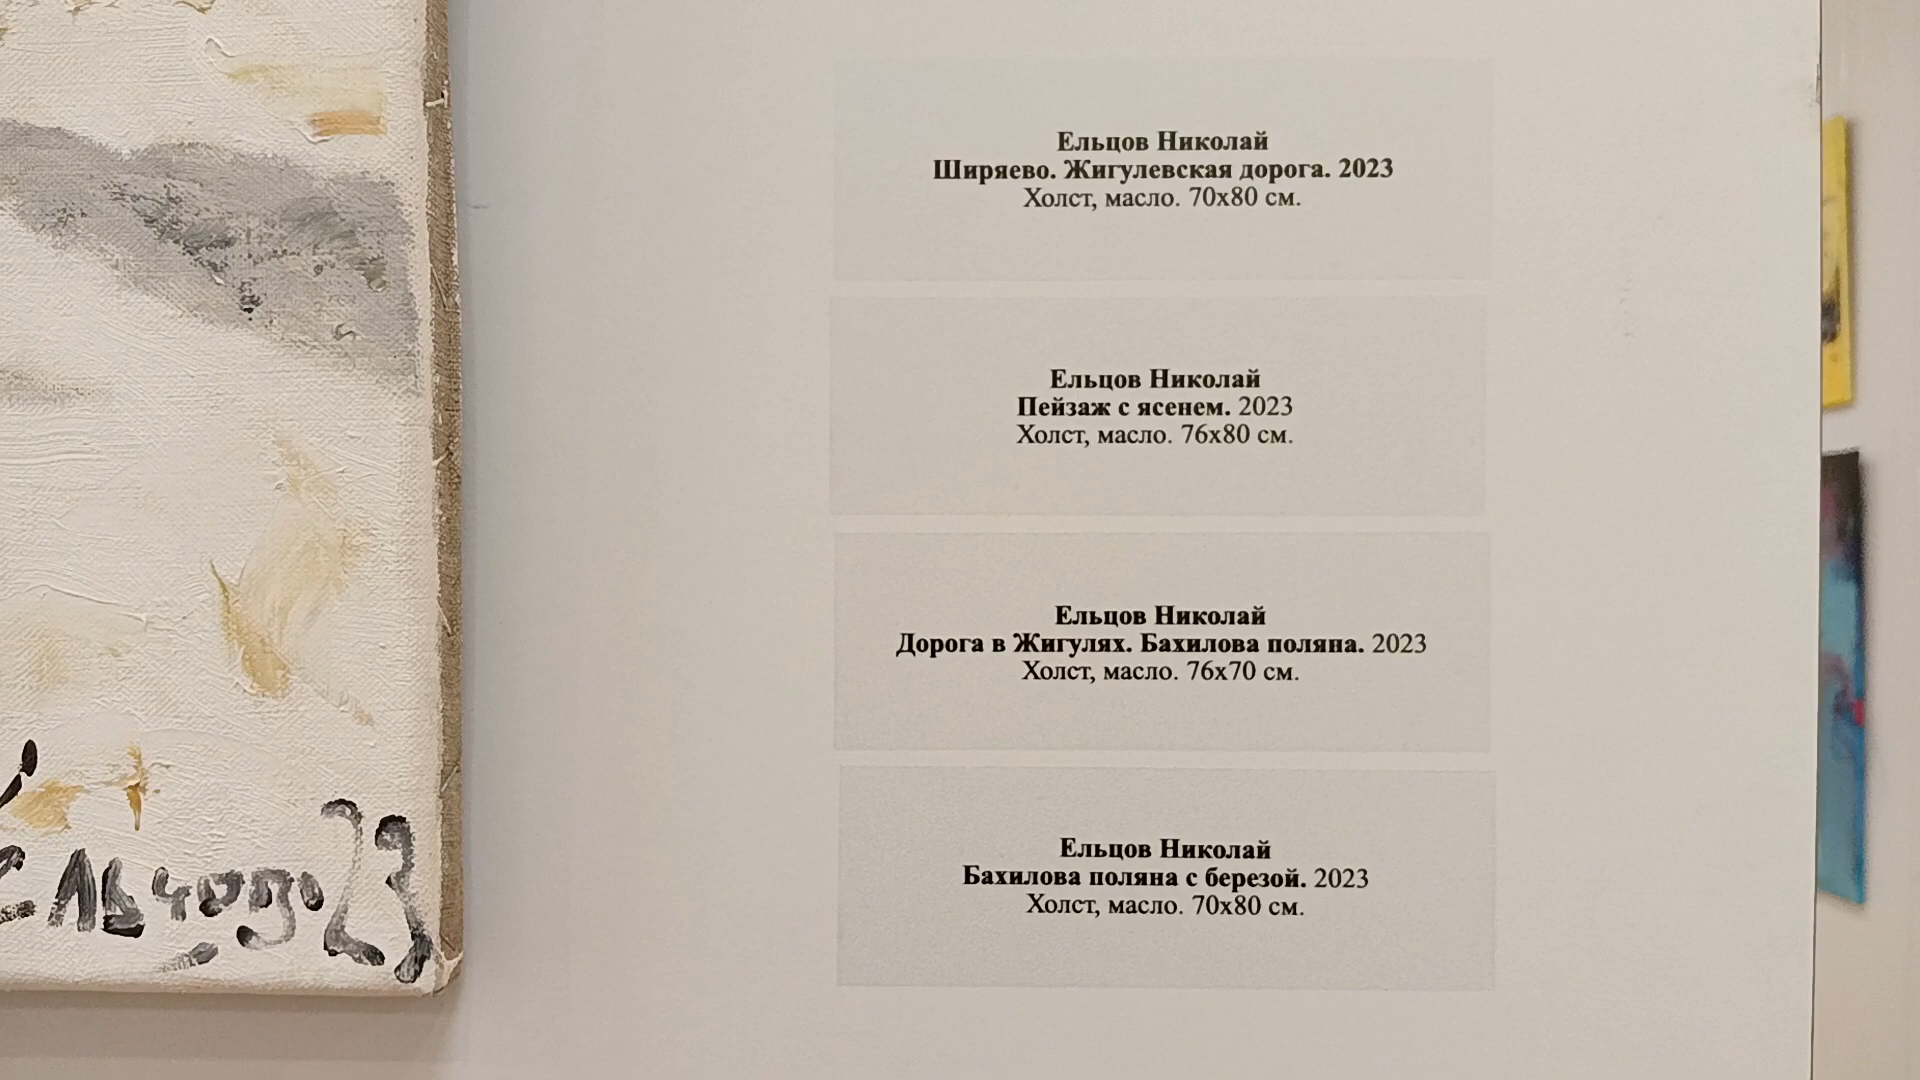 Ельцов Николай
Ширяево. Жигулевская дорога. 2023
Холст, масло. 70х80 см.
Ельцов Николай
Пейзаж с ясенем. 2023
Холст, масло. 76х80 см.
Ельцов Николай
Дорога в Жигулях. Бахилова поляна. 2023
Холст, масло. 76х70 см.
Ельцов Николай
Бахилова поляна с березой. 2023
Холст, масло. 70х80 см.
23